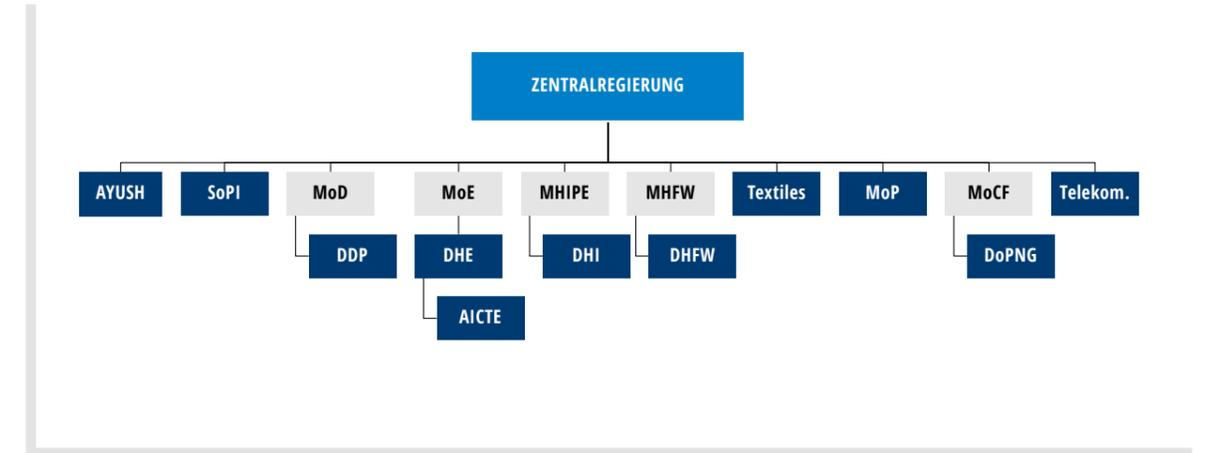 ZENTRALREGIERUNG
AYUSH
SoPI
MoD
MoE
MHIPE
MHFW
Textiles
MoP
MoCF
Telekom.
DDP
DHE
DHI
DHFW
DoPNG
AICTE